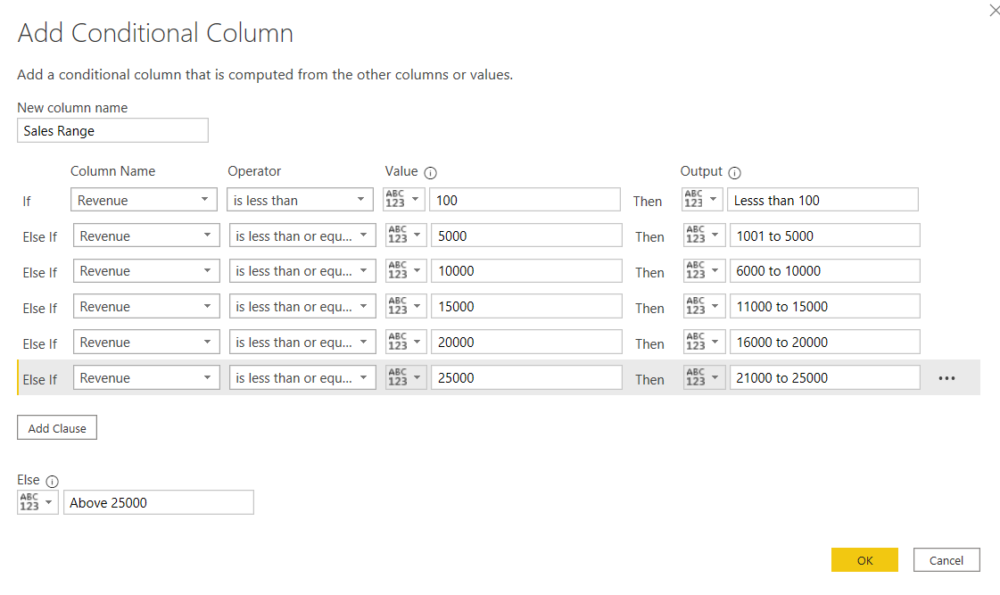 Add Conditional Column
Add a conditional column that is computed from the other columns or values.
New column name
Sales Range
Column Name Operator Value Output
If Revenue is less than ABC 123 100 Then ABC 123 Lesss than 100
Else If Revenue is less than or equ... ABC 123 5000 Then ABC 123 1001 to 5000
Else If Revenue is less than or equ... ABC 123 10000 Then ABC 123 6000 to 10000
Else If Revenue is less than or equ... ABC 123 15000 Then ABC 123 11000 to 15000
Else If Revenue is less than or equ... ABC 123 20000 Then ABC 123 16000 to 20000
Else If Revenue is less than or equ... ABC 123 25000 Then ABC 123 21000 to 25000
Add Clause
Else
ABC 123 Above 25000
OK Cancel